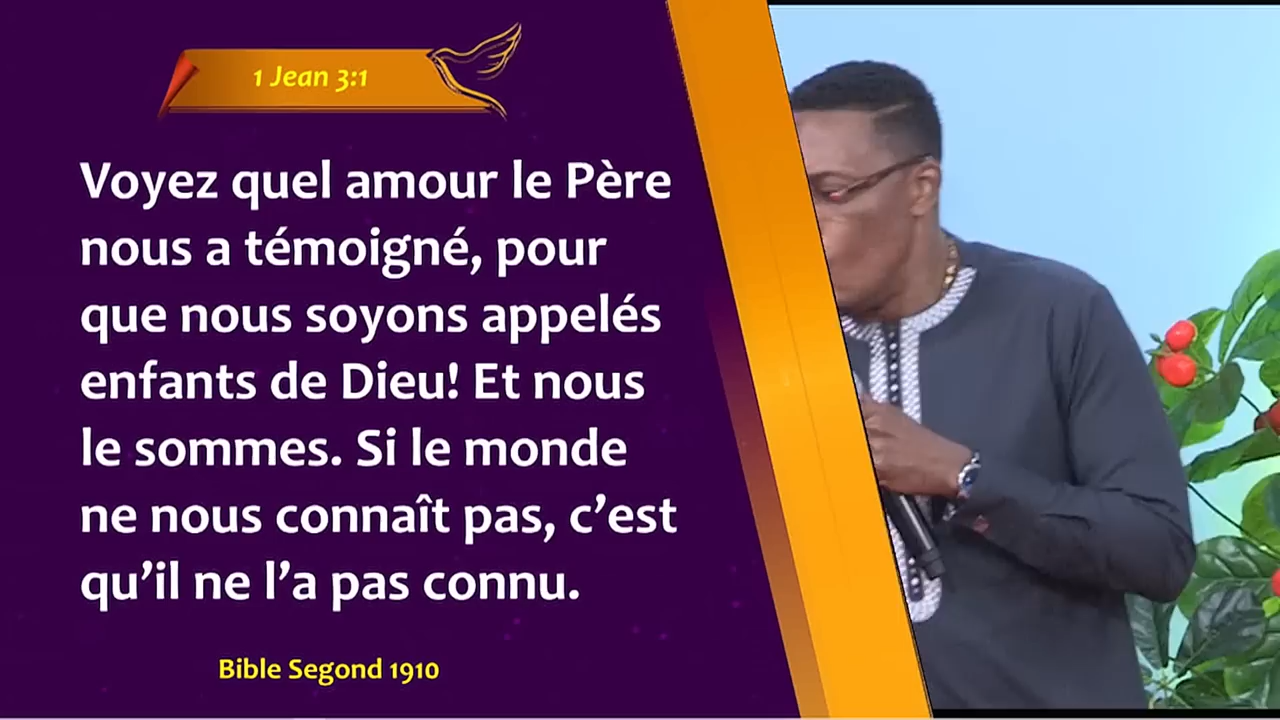 1 Jean 3:1
Voyez quel amour le Père
nous a témoigné, pour
que nous soyons appelés
enfants de Dieu! Et nous
le sommes. Si le monde
ne nous connaît pas, c’est
qu’il ne l’a pas connu.
Bible Segond 1910